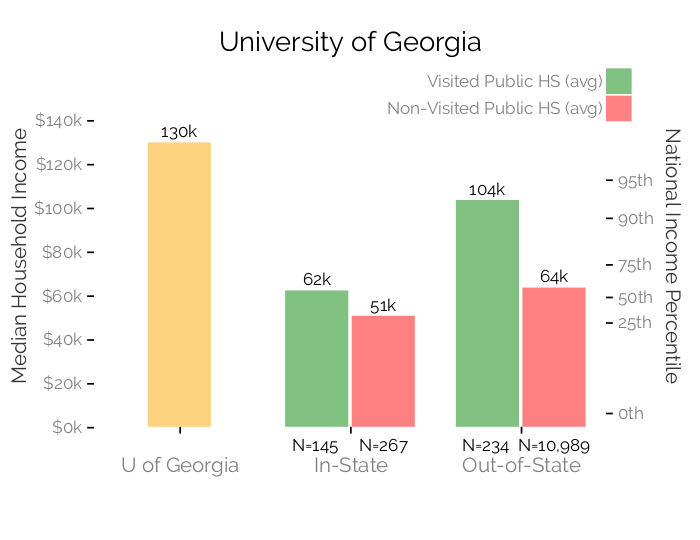 University of Georgia
Visited Public HS (avg)
Non-Visited Public HS (avg)
Median Household Income
$140k
$120k
$100k
$80k
$60k
$40k
$20k
$0k
130k
62k
51k
104k
64k
95th
90th
75th
50th
25th
0th
National Income Percentile
N=145 N=267 N=234 N=10,989
U of Georgia In-State Out-of-State